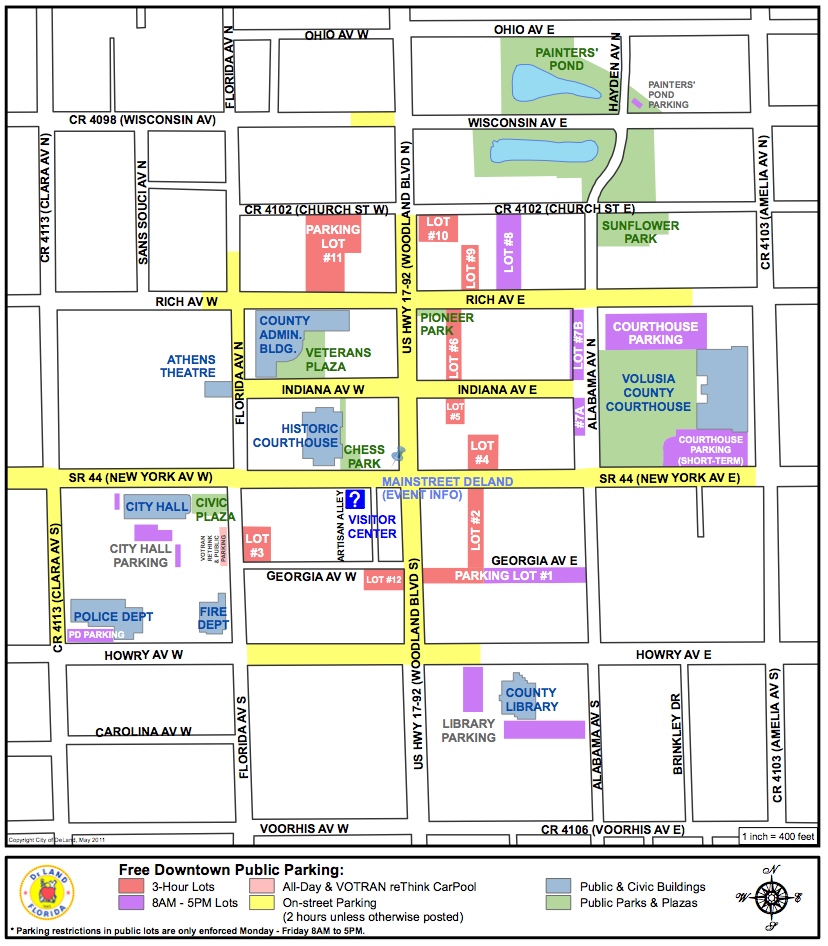 OHIO AV W
OHIO AV E
FLORIDA AV N
HAYDEN AV N
PAINTERS'
POND
PAINTERS'
POND
PARKING
CR 4098 (WISCONSIN AV)
WISCONSIN AV E
CR 4113 (CLARA AV N)
SANS SOUCI AV N
US HWY 17-92 (WOODLAND BLVD N)
CR 4103 (AMELIA AV N)
CR 4102 (CHURCH ST W)
CR 4102 (CHURCH ST E)
PARKING
LOT
#11
LOT
#10
LOT #9
LOT #8
SUNFLOWER
PARK
RICH AV W
RICH AV E
COUNTY
ADMIN.
BLDG.
VETERANS
PLAZA
PIONEER
PARK
LOT #6
LOT #7B
ALABAMA AV N
COURTHOUSE
PARKING
ATHENS
THEATRE
FLORIDA AV N
VOLUSIA
COUNTY
COURTHOUSE
INDIANA AV W
INDIANA AV E
HISTORIC
COURTHOUSE
CHESS
PARK
LOT
#5
#7A
LOT
#4
COURTHOUSE
PARKING
(SHORT-TERM)
SR 44 (NEW YORK AV W)
MAINSTREET DELAND
(EVENT INFO)
SR 44 (NEW YORK AV E)
CITY HALL
CIVIC
PLAZA
?
VISITOR
CENTER
ARTISAN ALLEY
LOT #2
CR 4113 (CLARA AV S)
CITY HALL
PARKING
VOTRAN
RETHINK
& PUBLIC
PARKING
LOT
#3
GEORGIA AV W
LOT #12
GEORGIA AV E
PARKING LOT #1
POLICE DEPT
PD PARKING
FIRE
DEPT
US HWY 17-92 (WOODLAND BLVD S)
HOWRY AV W
HOWRY AV E
COUNTY
LIBRARY
LIBRARY
PARKING
FLORIDA AV S
ALABAMA AV S
BRINKLEY DR
CR 4103 (AMELIA AV S)
CAROLINA AV W
VOORHIS AV W
CR 4106 (VOORHIS AV E)
Copyright City of DeLand, May 2011
1 inch = 400 feet
DELAND
FLORIDA
Free Downtown Public Parking:
3-Hour Lots
8AM - 5PM Lots
All-Day & VOTRAN reThink CarPool
On-street Parking
(2 hours unless otherwise posted)
Public & Civic Buildings
Public Parks & Plazas
N
W
E
S
* Parking restrictions in public lots are only enforced Monday - Friday 8AM to 5PM.